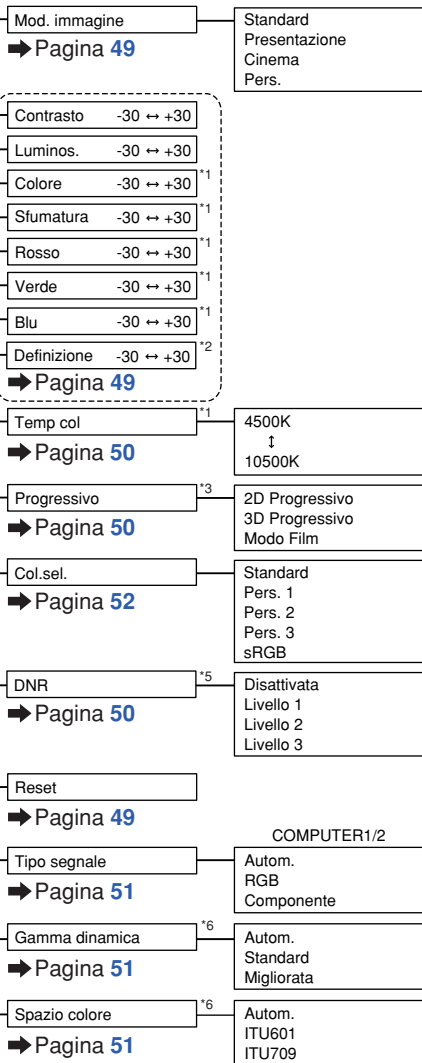 Mod. immagine
Standard
Presentazione
Cinema
Pers.
➡Pagina 49
Contrasto -30 ↔ +30
Luminos. -30 ↔ +30
Colore -30 ↔ +30 *1
Sfumatura -30 ↔ +30 *1
Rosso -30 ↔ +30 *1
Verde -30 ↔ +30 *1
Blu -30 ↔ +30 *1
Definizione -30 ↔ +30 *2
➡Pagina 49
Temp col *1
➡Pagina 50
4500K
↕
10500K
Progressivo *3
➡Pagina 50
2D Progressivo
3D Progressivo
Modo Film
Col.sel.
➡Pagina 52
Standard
Pers. 1
Pers. 2
Pers. 3
sRGB
DNR *5
➡Pagina 50
Disattivata
Livello 1
Livello 2
Livello 3
Reset
➡Pagina 49
COMPUTER1/2
Tipo segnale
➡Pagina 51
Autom.
RGB
Componente
Gamma dinamica *6
➡Pagina 51
Autom.
Standard
Migliorata
Spazio colore *6
➡Pagina 51
Autom.
ITU601
ITU709